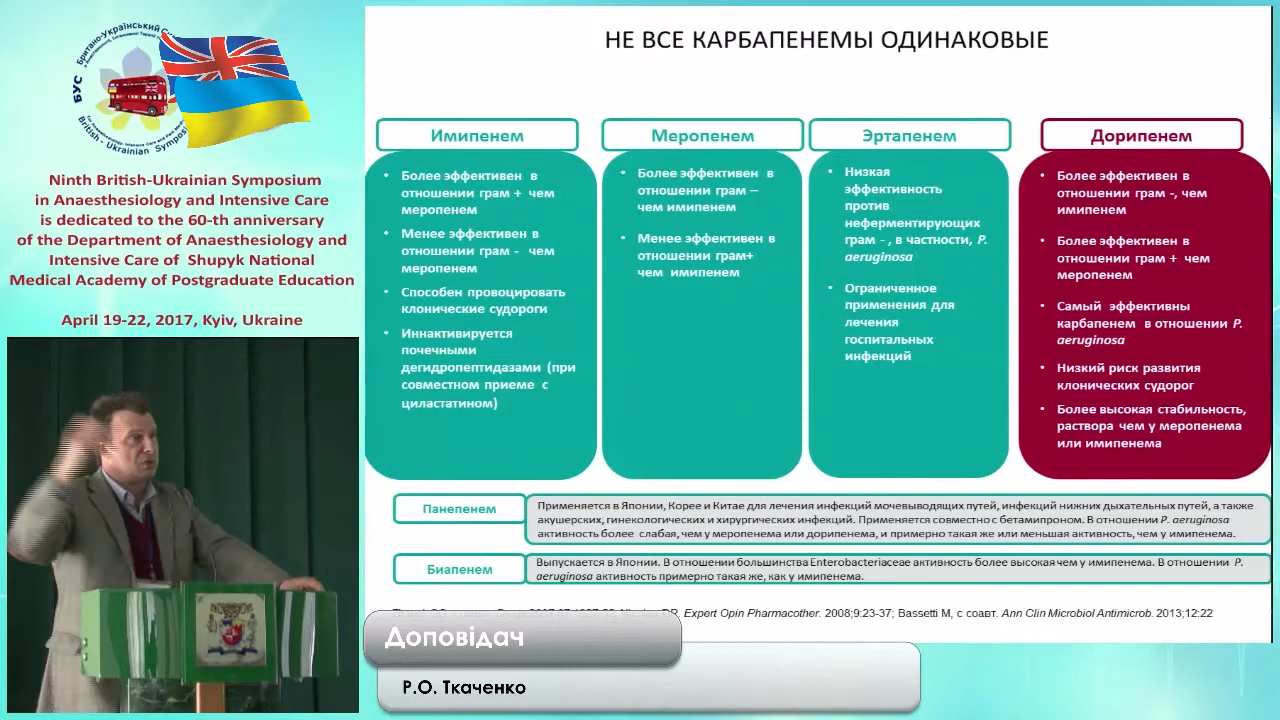 Британо-Український
БУС
British - Ukrainian Sympos
Ninth British-Ukrainian Symposium
in Anaesthesiology and Intensive Care
is dedicated to the 60-th anniversary
of the Department of Anaesthesiology and
Intensive Care of Shupyk National
Medical Academy of Postgraduate Education
April 19-22, 2017, Kyiv, Ukraine
НЕ ВСЕ КАРБАПЕНЕМЫ ОДИНАКОВЫЕ
Имипенем
• Более эффективен в
отношении грам + чем
меропенем
• Менее эффективен в
отношении грам - чем
меропенем
• Способен провоцировать
клонические судороги
• Иннактивируется
почечными
дегидропептидазами (при
совместном приеме с
циластатином)
Меропенем
• Более эффективен в
отношении грам –
чем имипенем
• Менее эффективен в
отношении грам+
чем имипенем
Эртапенем
• Низкая
эффективность
против
неферментирующих
грам - , в частности, P.
aeruginosa
• Ограниченное
применения для
лечения
госпитальных
инфекций
Дорипенем
• Более эффективен в
отношении грам -, чем
имипенем
• Более эффективен в
отношении грам + чем
меропенем
• Самый эффективны
карбапенем в отношении P.
aeruginosa
• Низкий риск развития
клонических судорог
• Более высокая стабильность,
раствора чем у меропенема
или имипенема
Панепенем
Применяется в Японии, Корее и Китае для лечения инфекций мочевыводящих путей, инфекций нижних дыхательных путей, а также
акушерских, гинекологических и хирургических инфекций. Применяется совместно с бетамипроном. В отношении P. aeruginosa
активность более слабая, чем у меропенема или дорипенема, и примерно такая же или меньшая активность, чем у имипенема.
Биапенем
Выпускается в Японии. В отношении большинства Enterobacteriaceae активность более высокая чем у имипенема. В отношении P.
aeruginosa активность примерно такая же, как у имипенема.
Expert Opin Pharmacother. 2008;9:23-37; Bassetti M, с соавт. Ann Clin Microbiol Antimicrob. 2013;12:22
Доповідач
Р.О. Ткаченко